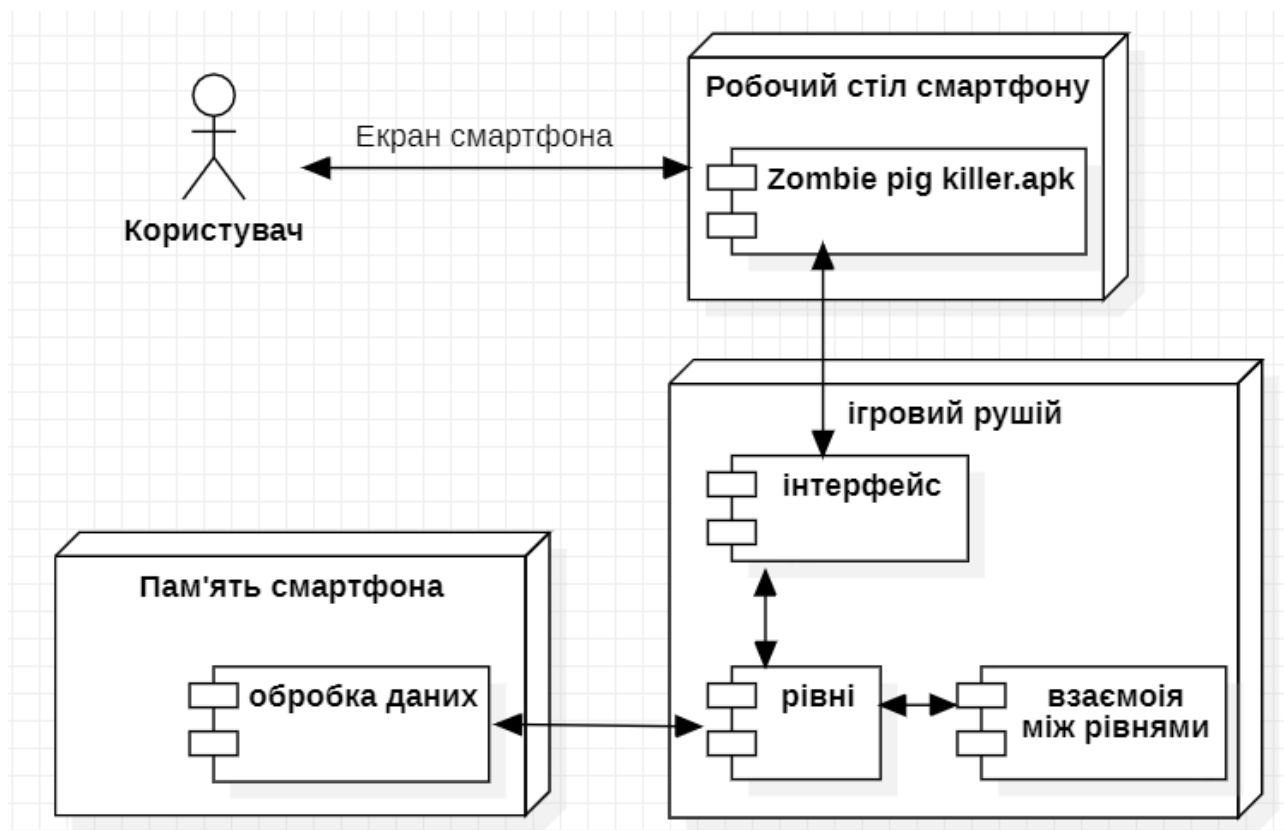 Робочий стіл смартфону
Екран смартфона
Zombie pig killer.apk
Користувач
ігровий рушій
інтерфейс
Пам'ять смартфона
обробка даних
рівні
взаємоія
між рівнями